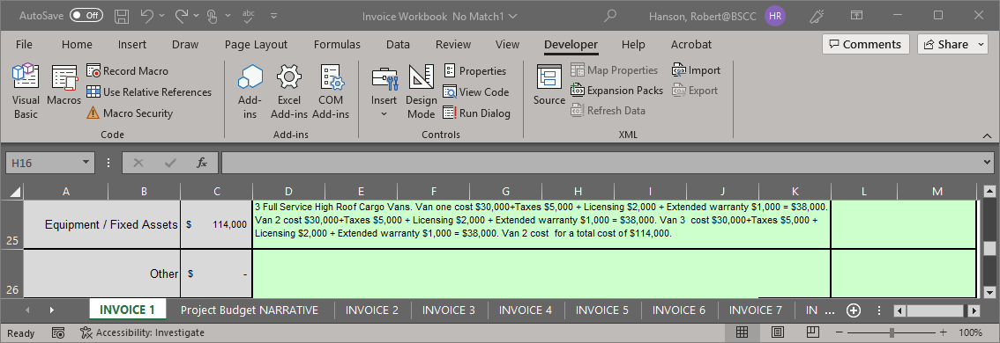 AutoSave Off abc Invoice Workbook No Match1 Hanson, Robert@BSCC HR
File Home Insert Draw Page Layout Formulas Data Review View Developer Help Acrobat Comments Share
Visual Basic
Macros
Record Macro
Use Relative References
Macro Security
Code
Add-ins
Excel Add-ins
COM Add-ins
Add-ins
Insert
Design Mode
Properties
View Code
Run Dialog
Controls
Source
Map Properties
Expansion Packs
Refresh Data
Import
Export
XML
H16 fx
A B C D E F G H I J K L M
25 Equipment / Fixed Assets $ 114,000
3 Full Service High Roof Cargo Vans. Van one cost $30,000+Taxes $5,000 + Licensing $2,000 + Extended warranty $1,000 = $38,000.
Van 2 cost $30,000+Taxes $5,000 + Licensing $2,000 + Extended warranty $1,000 = $38,000. Van 3 cost $30,000+Taxes $5,000 +
Licensing $2,000 + Extended warranty $1,000 = $38,000. Van 2 cost for a total cost of $114,000.
26 Other $ -
INVOICE 1 Project Budget NARRATIVE INVOICE 2 INVOICE 3 INVOICE 4 INVOICE 5 INVOICE 6 INVOICE 7 IN ...
Ready Accessibility: Investigate 100%